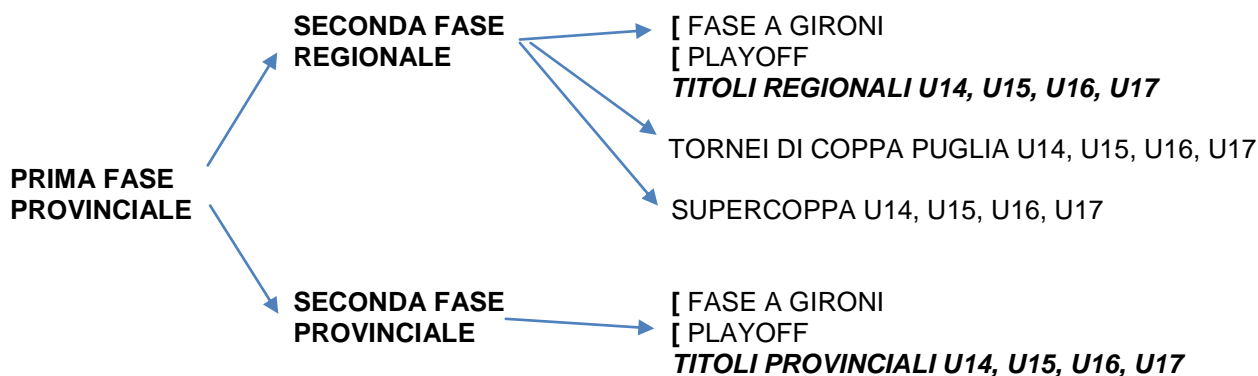 SECONDA FASE
REGIONALE
[ FASE A GIRONI
[ PLAYOFF
TITOLI REGIONALI U14, U15, U16, U17
TORNEI DI COPPA PUGLIA U14, U15, U16, U17
PRIMA FASE
PROVINCIALE
SUPERCOPPA U14, U15, U16, U17
SECONDA FASE
PROVINCIALE
[ FASE A GIRONI
[ PLAYOFF
TITOLI PROVINCIALI U14, U15, U16, U17